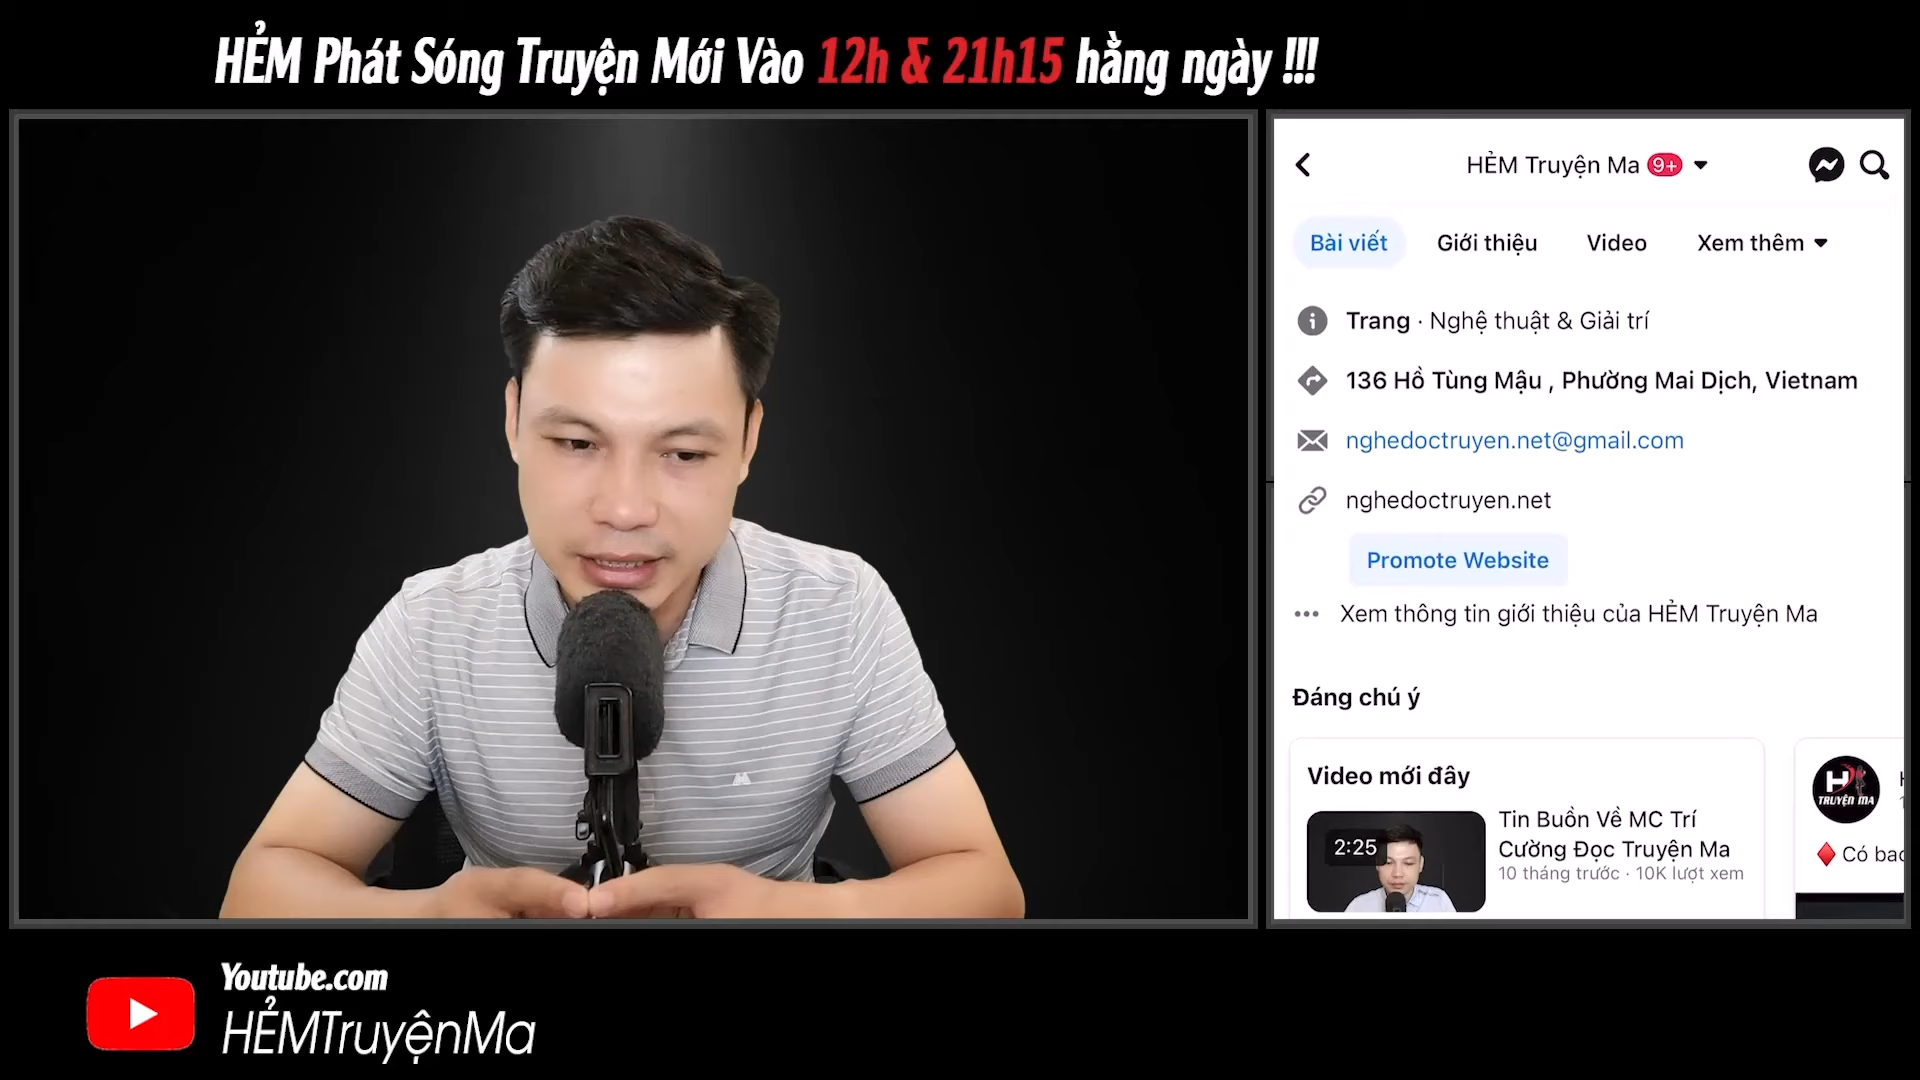 HẺM Phát Sóng Truyện Mới Vào 12h & 21h15 hằng ngày !!!
HẺM Truyện Ma 9+
Bài viết Giới thiệu Video Xem thêm
Trang · Nghệ thuật & Giải trí
136 Hồ Tùng Mậu , Phường Mai Dịch, Vietnam
nghedoctruyen.net@gmail.com
nghedoctruyen.net
Promote Website
Xem thông tin giới thiệu của HẺM Truyện Ma
Đáng chú ý
Video mới đây
2:25
Tin Buồn Về MC Trí
Cường Đọc Truyện Ma
10 tháng trước · 10K lượt xem
H
TRUYỆN MA
Có bao
Youtube.com
HẺMTruyệnMa